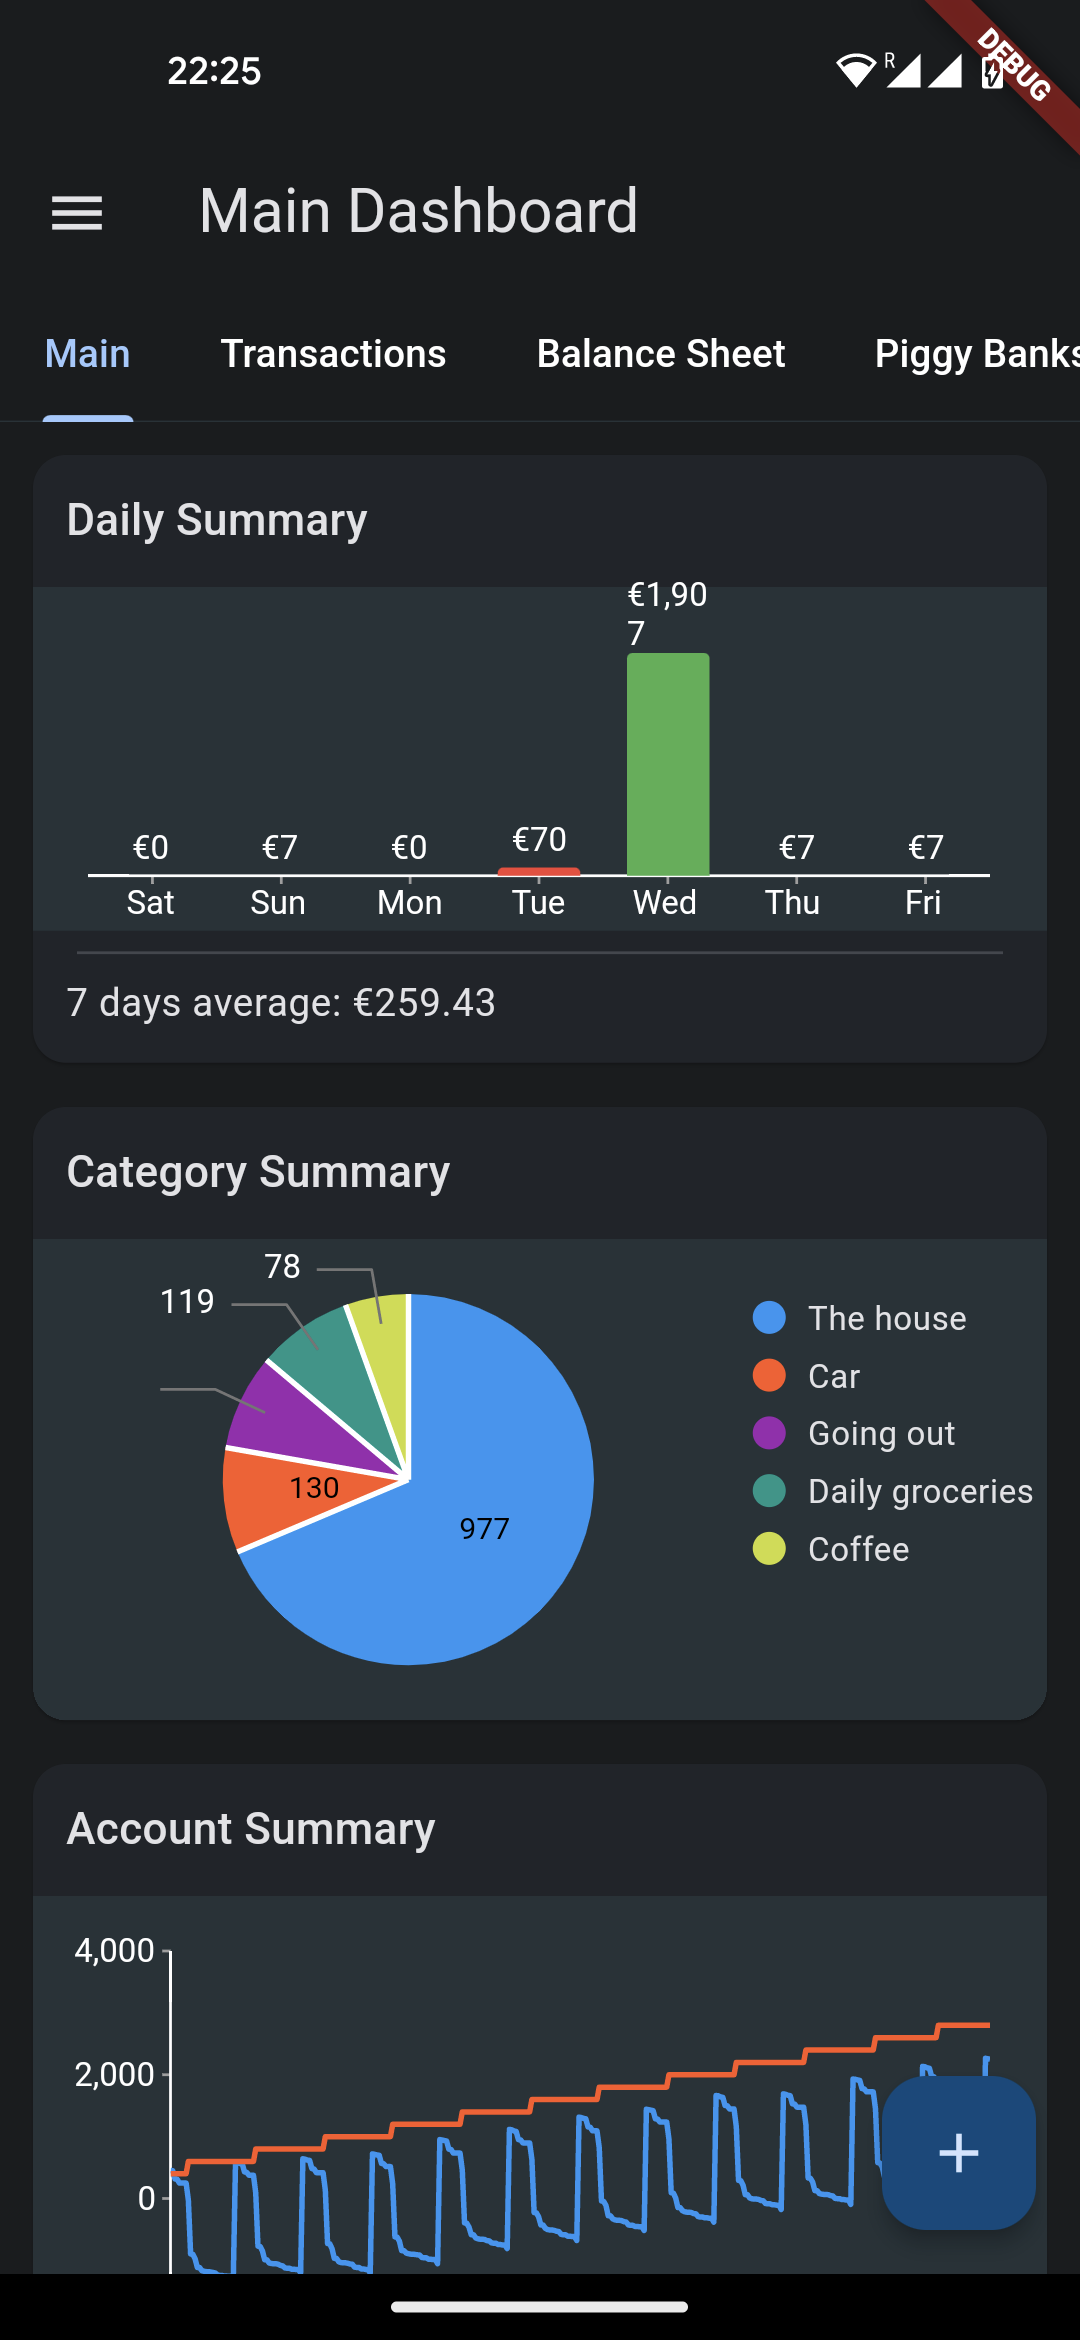 22:25
R
DEBUG
Main Dashboard
Main Transactions Balance Sheet Piggy Banks
Daily Summary
€1,90
7
€0 €7 €0 €70 €7 €7
Sat Sun Mon Tue Wed Thu Fri
7 days average: €259.43
Category Summary
78
119
130
977
The house
Car
Going out
Daily groceries
Coffee
Account Summary
4,000
2,000
0
+